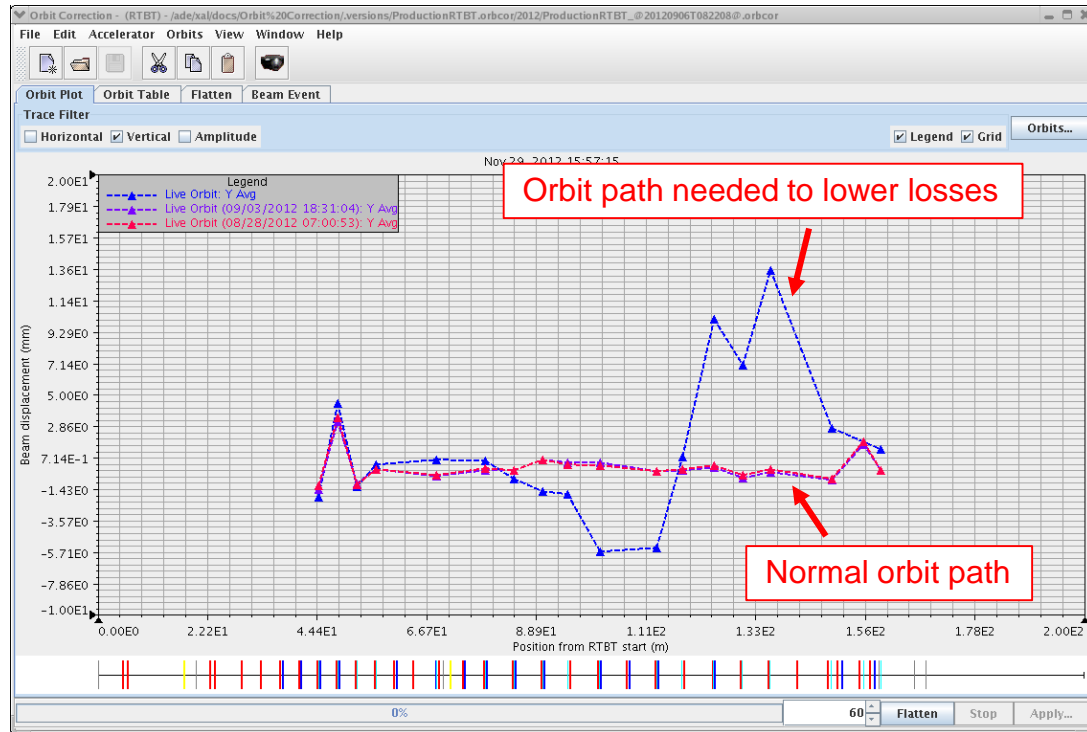 Orbit Correction - (RTBT) - /ade/xal/docs/Orbit%20Correction/.versions/ProductionRTBT.orbcor/2012/ProductionRTBT_@20120906T082208@.orbcor
File Edit Accelerator Orbits View Window Help
Orbit Plot Orbit Table Flatten Beam Event
Trace Filter
Horizontal Vertical Amplitude Legend Grid Orbits...
Nov 29, 2012 15:57:15
Orbit path needed to lower losses
Legend
Live Orbit: Y Avg
Live Orbit (09/03/2012 18:31:04): Y Avg
Live Orbit (08/28/2012 07:00:53): Y Avg
2.00E1
1.79E1
1.57E1
1.36E1
1.14E1
9.29E0
7.14E0
5.00E0
2.86E0
7.14E-1
-1.43E0
-3.57E0
-5.71E0
-7.86E0
-1.00E1
Beam displacement (mm)
Normal orbit path
0.00E0 2.22E1 4.44E1 6.67E1 8.89E1 1.11E2 1.33E2 1.56E2 1.78E2 2.00E2
Position from RTBT start (m)
0% 60 Flatten Stop Apply...